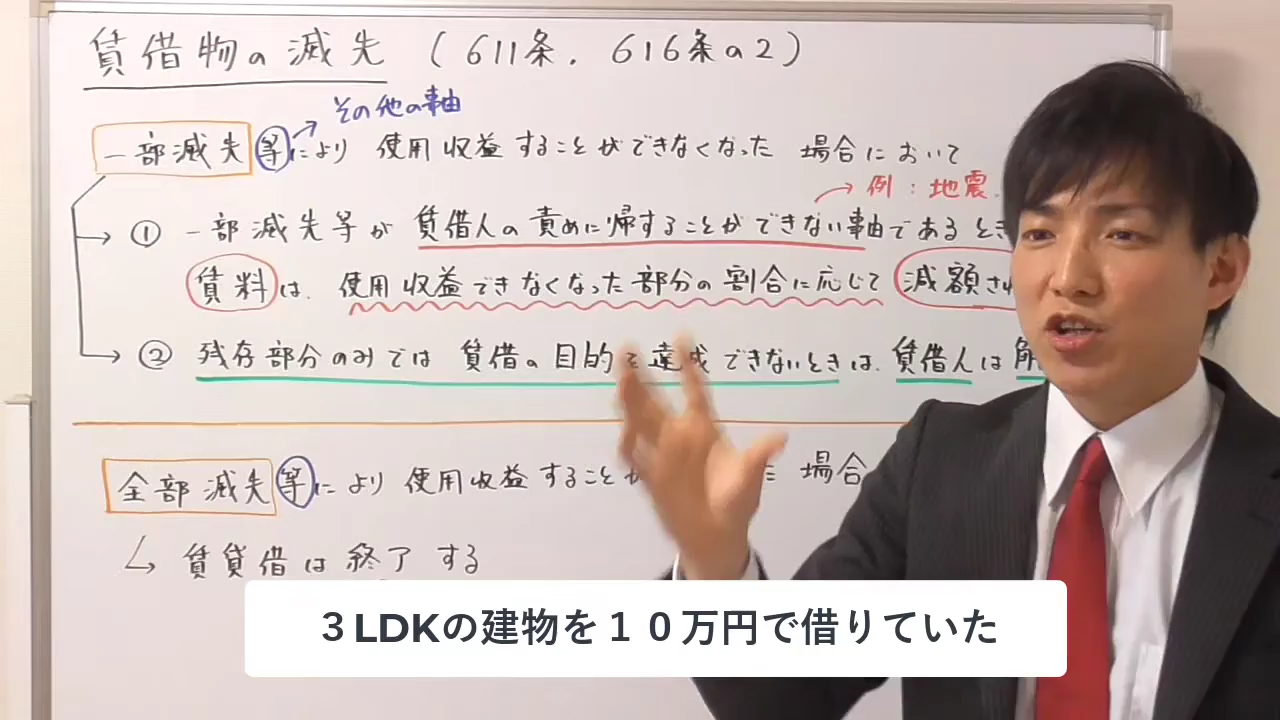 賃借物の滅失（611条．616条の2）
→ その他の事由
一部滅失等により 使用収益することができなくなった 場合において
→ 例：地震
→ ① 一部滅失等が 賃借人の責めに帰することができない事由であるとき
賃料は、使用収益できなくなった部分の割合に応じて 減額され
→ ② 残存部分のみでは 賃借の目的を達成できないときは、賃借人は解
全部滅失等により 使用収益することが 場合
↳ 賃貸借は終了する
３LDKの建物を１０万円で借りていた